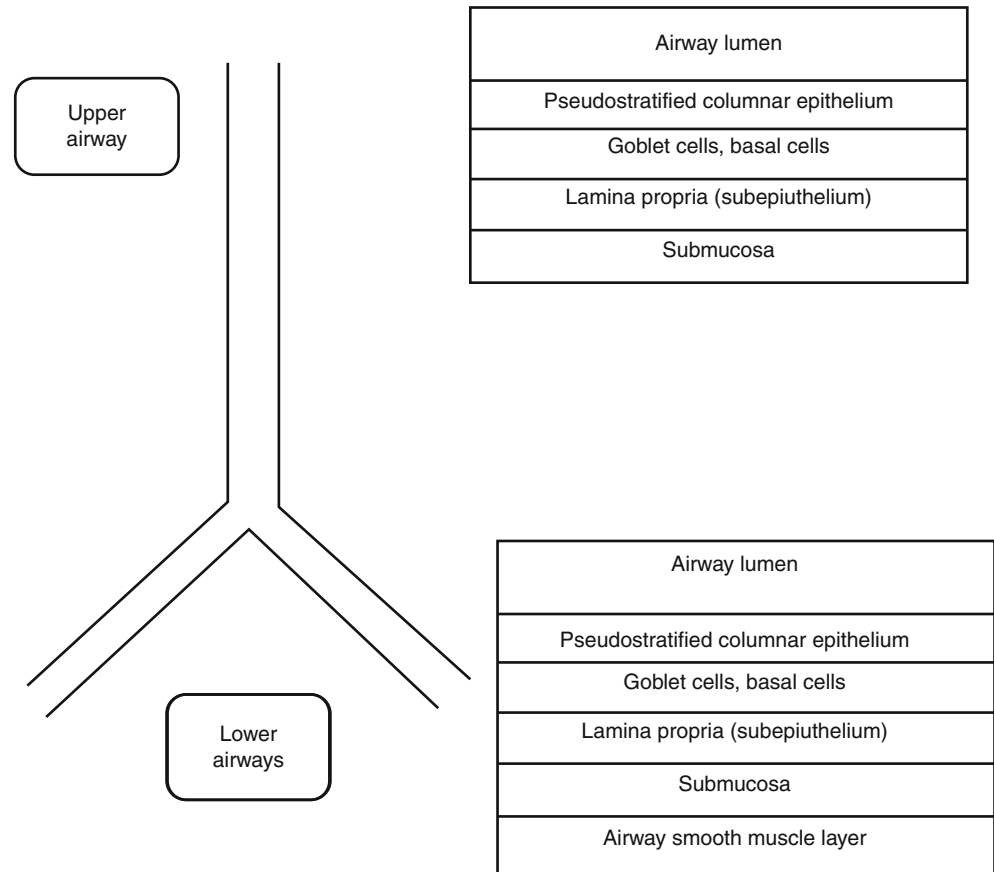 Upper
airway
Airway lumen
Pseudostratified columnar epithelium
Goblet cells, basal cells
Lamina propria (subepiuthelium)
Submucosa
Lower
airways
Airway lumen
Pseudostratified columnar epithelium
Goblet cells, basal cells
Lamina propria (subepiuthelium)
Submucosa
Airway smooth muscle layer